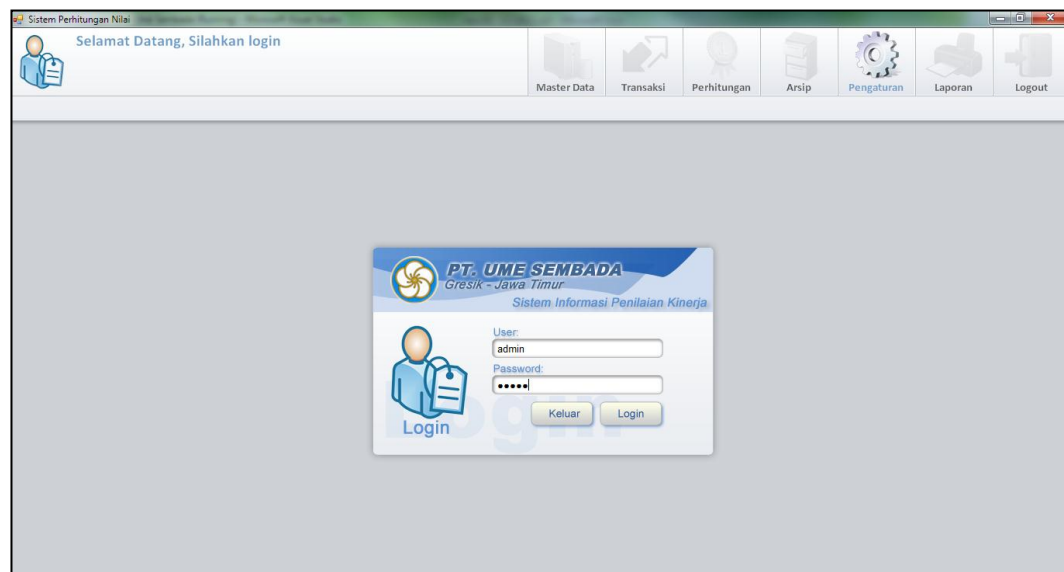 Sistem Perhitungan Nilai
Selamat Datang, Silahkan login
Master Data Transaksi Perhitungan Arsip Pengaturan Laporan Logout
PT. UME SEMBADA
Gresik - Jawa Timur
Sistem Informasi Penilaian Kinerja
User:
admin
Password:
•••••
Keluar Login
Login
Login